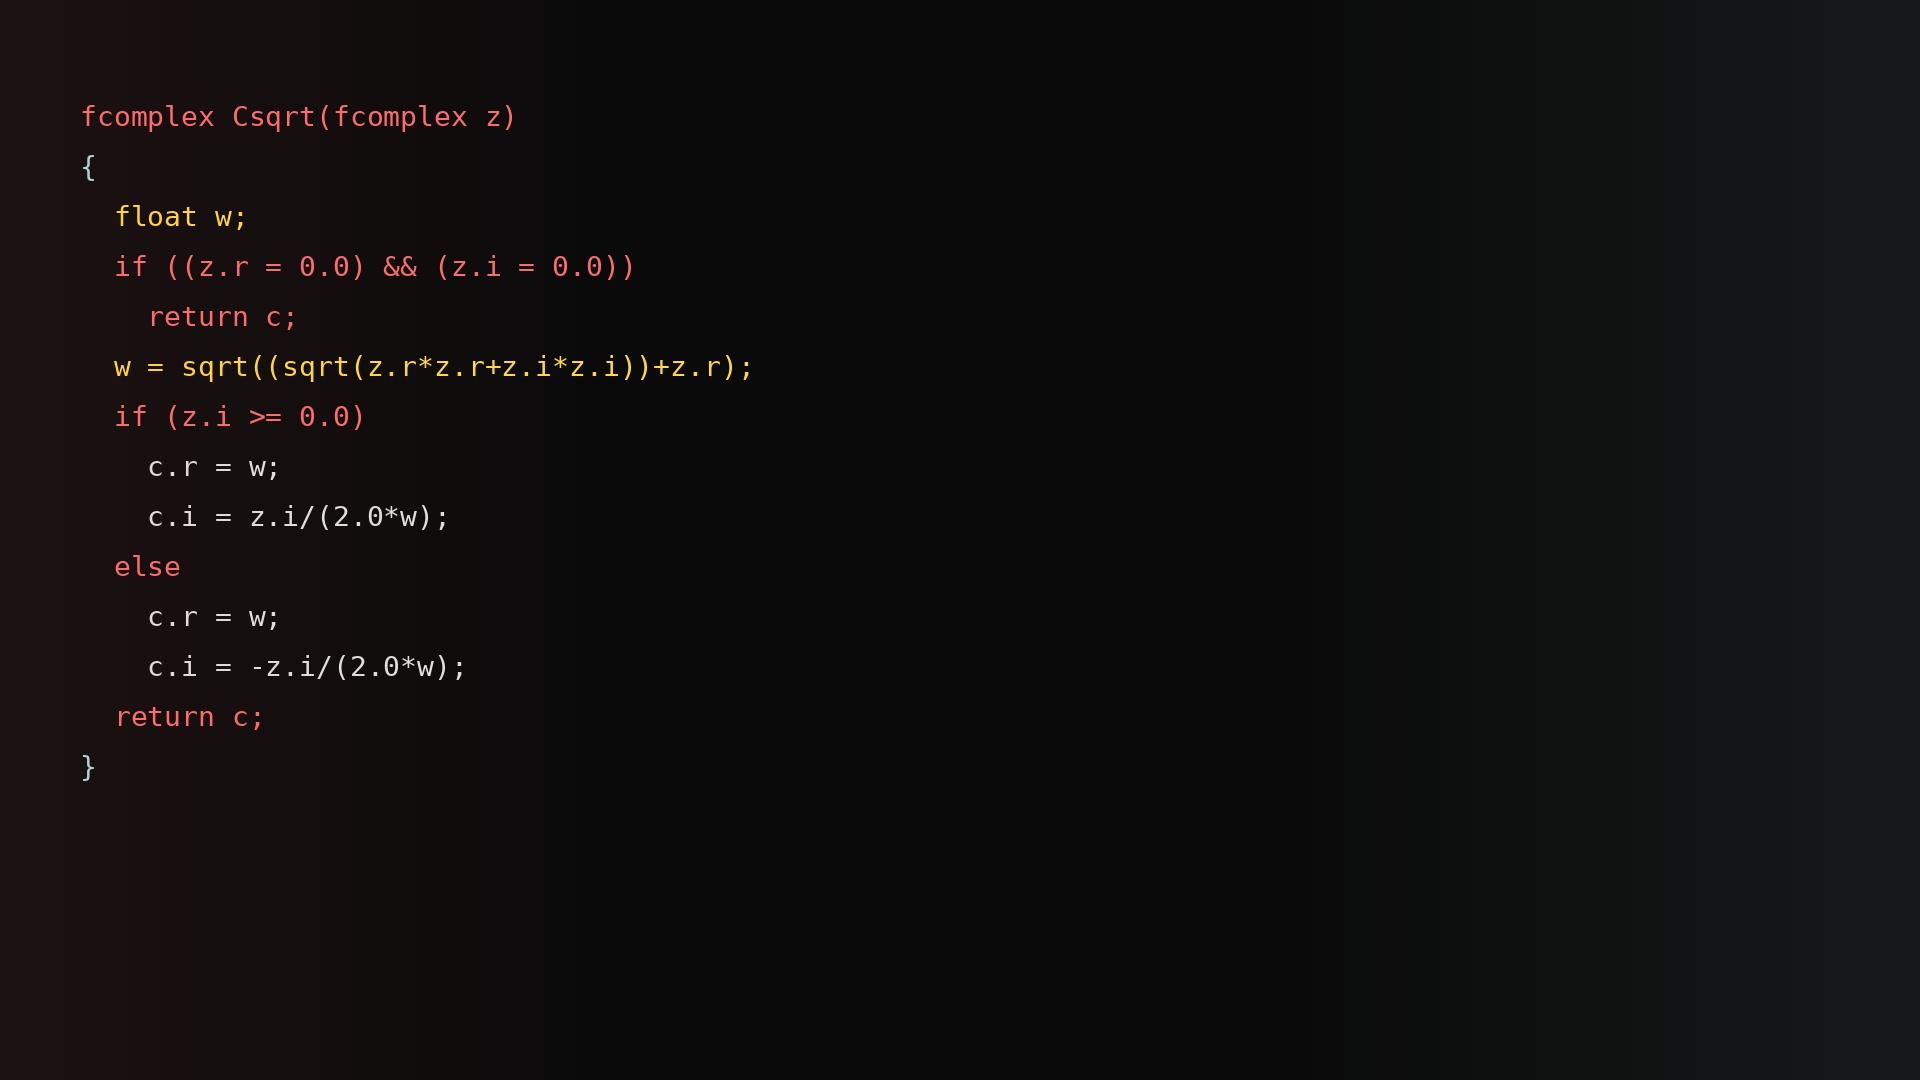 fcomplex Csqrt(fcomplex z)
{
  float w;
  if ((z.r = 0.0) && (z.i = 0.0))
    return c;
  w = sqrt((sqrt(z.r*z.r+z.i*z.i))+z.r);
  if (z.i >= 0.0)
    c.r = w;
    c.i = z.i/(2.0*w);
  else
    c.r = w;
    c.i = -z.i/(2.0*w);
  return c;
}